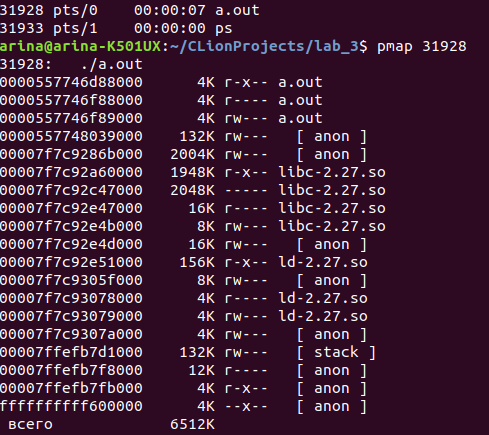 31928 pts/0    00:00:07 a.out
31933 pts/1    00:00:00 ps
arina@arina-K501UX:~/CLionProjects/lab_3$ pmap 31928
31928:   ./a.out
0000557746d88000      4K r-x-- a.out
0000557746f88000      4K r---- a.out
0000557746f89000      4K rw--- a.out
0000557748039000    132K rw---   [ anon ]
00007f7c9286b000   2004K rw---   [ anon ]
00007f7c92a60000   1948K r-x-- libc-2.27.so
00007f7c92c47000   2048K ----- libc-2.27.so
00007f7c92e47000     16K r---- libc-2.27.so
00007f7c92e4b000      8K rw--- libc-2.27.so
00007f7c92e4d000     16K rw---   [ anon ]
00007f7c92e51000    156K r-x-- ld-2.27.so
00007f7c9305f000      8K rw---   [ anon ]
00007f7c93078000      4K r---- ld-2.27.so
00007f7c93079000      4K rw--- ld-2.27.so
00007f7c9307a000      4K rw---   [ anon ]
00007ffefb7d1000    132K rw---   [ stack ]
00007ffefb7f8000     12K r----   [ anon ]
00007ffefb7fb000      4K r-x--   [ anon ]
ffffffffff600000      4K --x--   [ anon ]
 всего             6512K